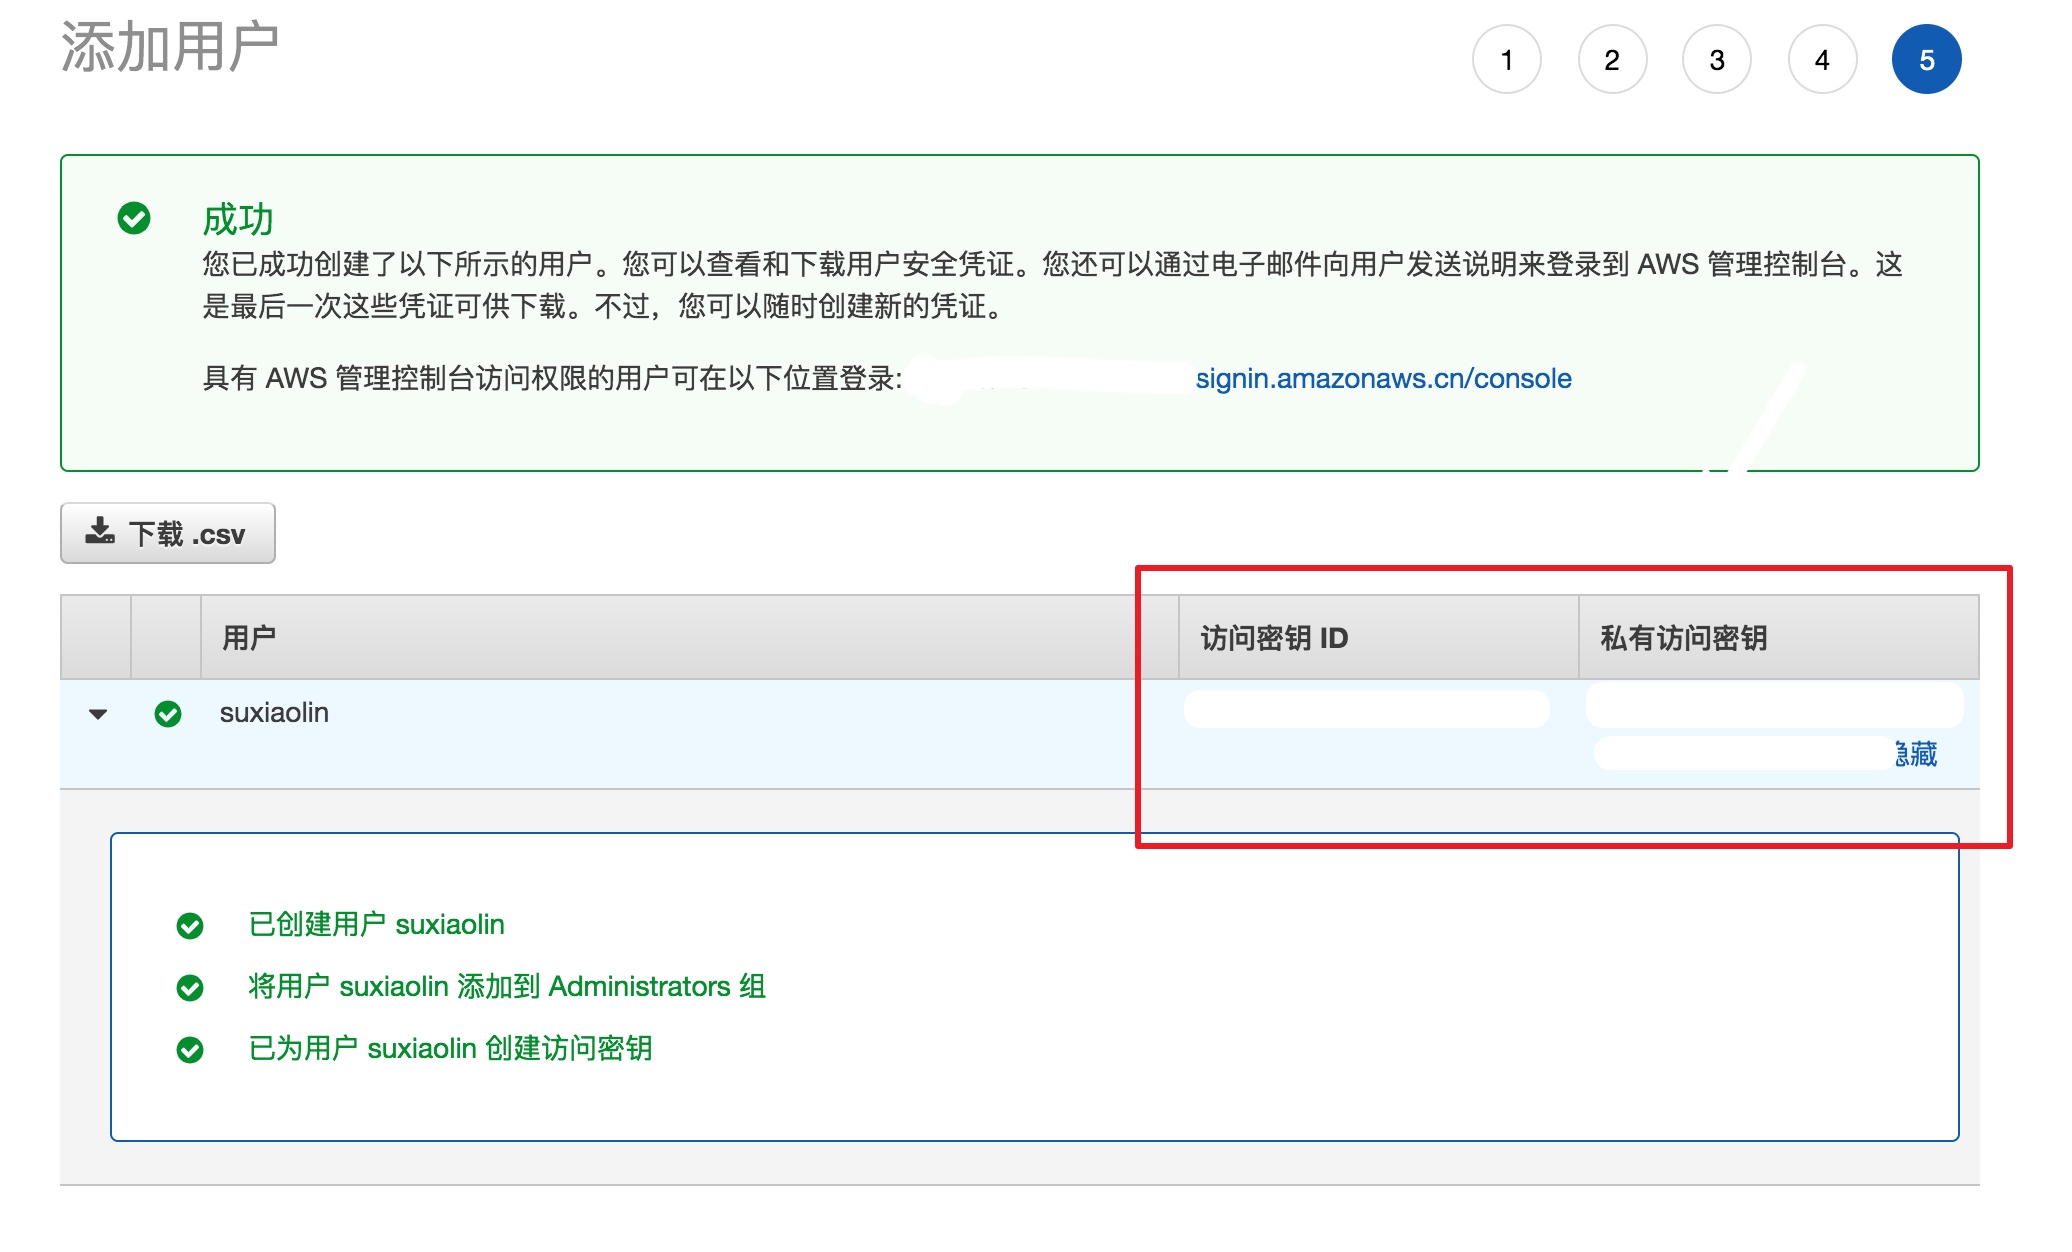 添加用户
1 2 3 4 5
成功
您已成功创建了以下所示的用户。您可以查看和下载用户安全凭证。您还可以通过电子邮件向用户发送说明来登录到 AWS 管理控制台。这
是最后一次这些凭证可供下载。不过，您可以随时创建新的凭证。
具有 AWS 管理控制台访问权限的用户可在以下位置登录: signin.amazonaws.cn/console
下载 .csv
用户 访问密钥 ID 私有访问密钥
suxiaolin
隐藏
已创建用户 suxiaolin
将用户 suxiaolin 添加到 Administrators 组
已为用户 suxiaolin 创建访问密钥